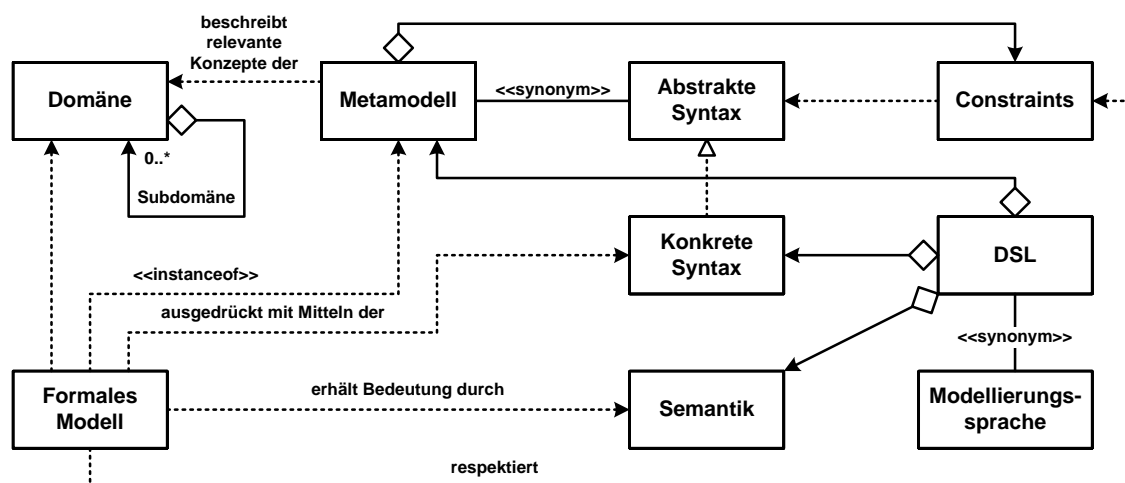 beschreibt
relevante
Konzepte der
Domäne
Metamodell
<<synonym>>
Abstrakte
Syntax
Constraints
0..*
Subdomäne
Konkrete
Syntax
DSL
<<instanceof>>
ausgedrückt mit Mitteln der
<<synonym>>
Formales
Modell
erhält Bedeutung durch
Semantik
Modellierungs-
sprache
respektiert